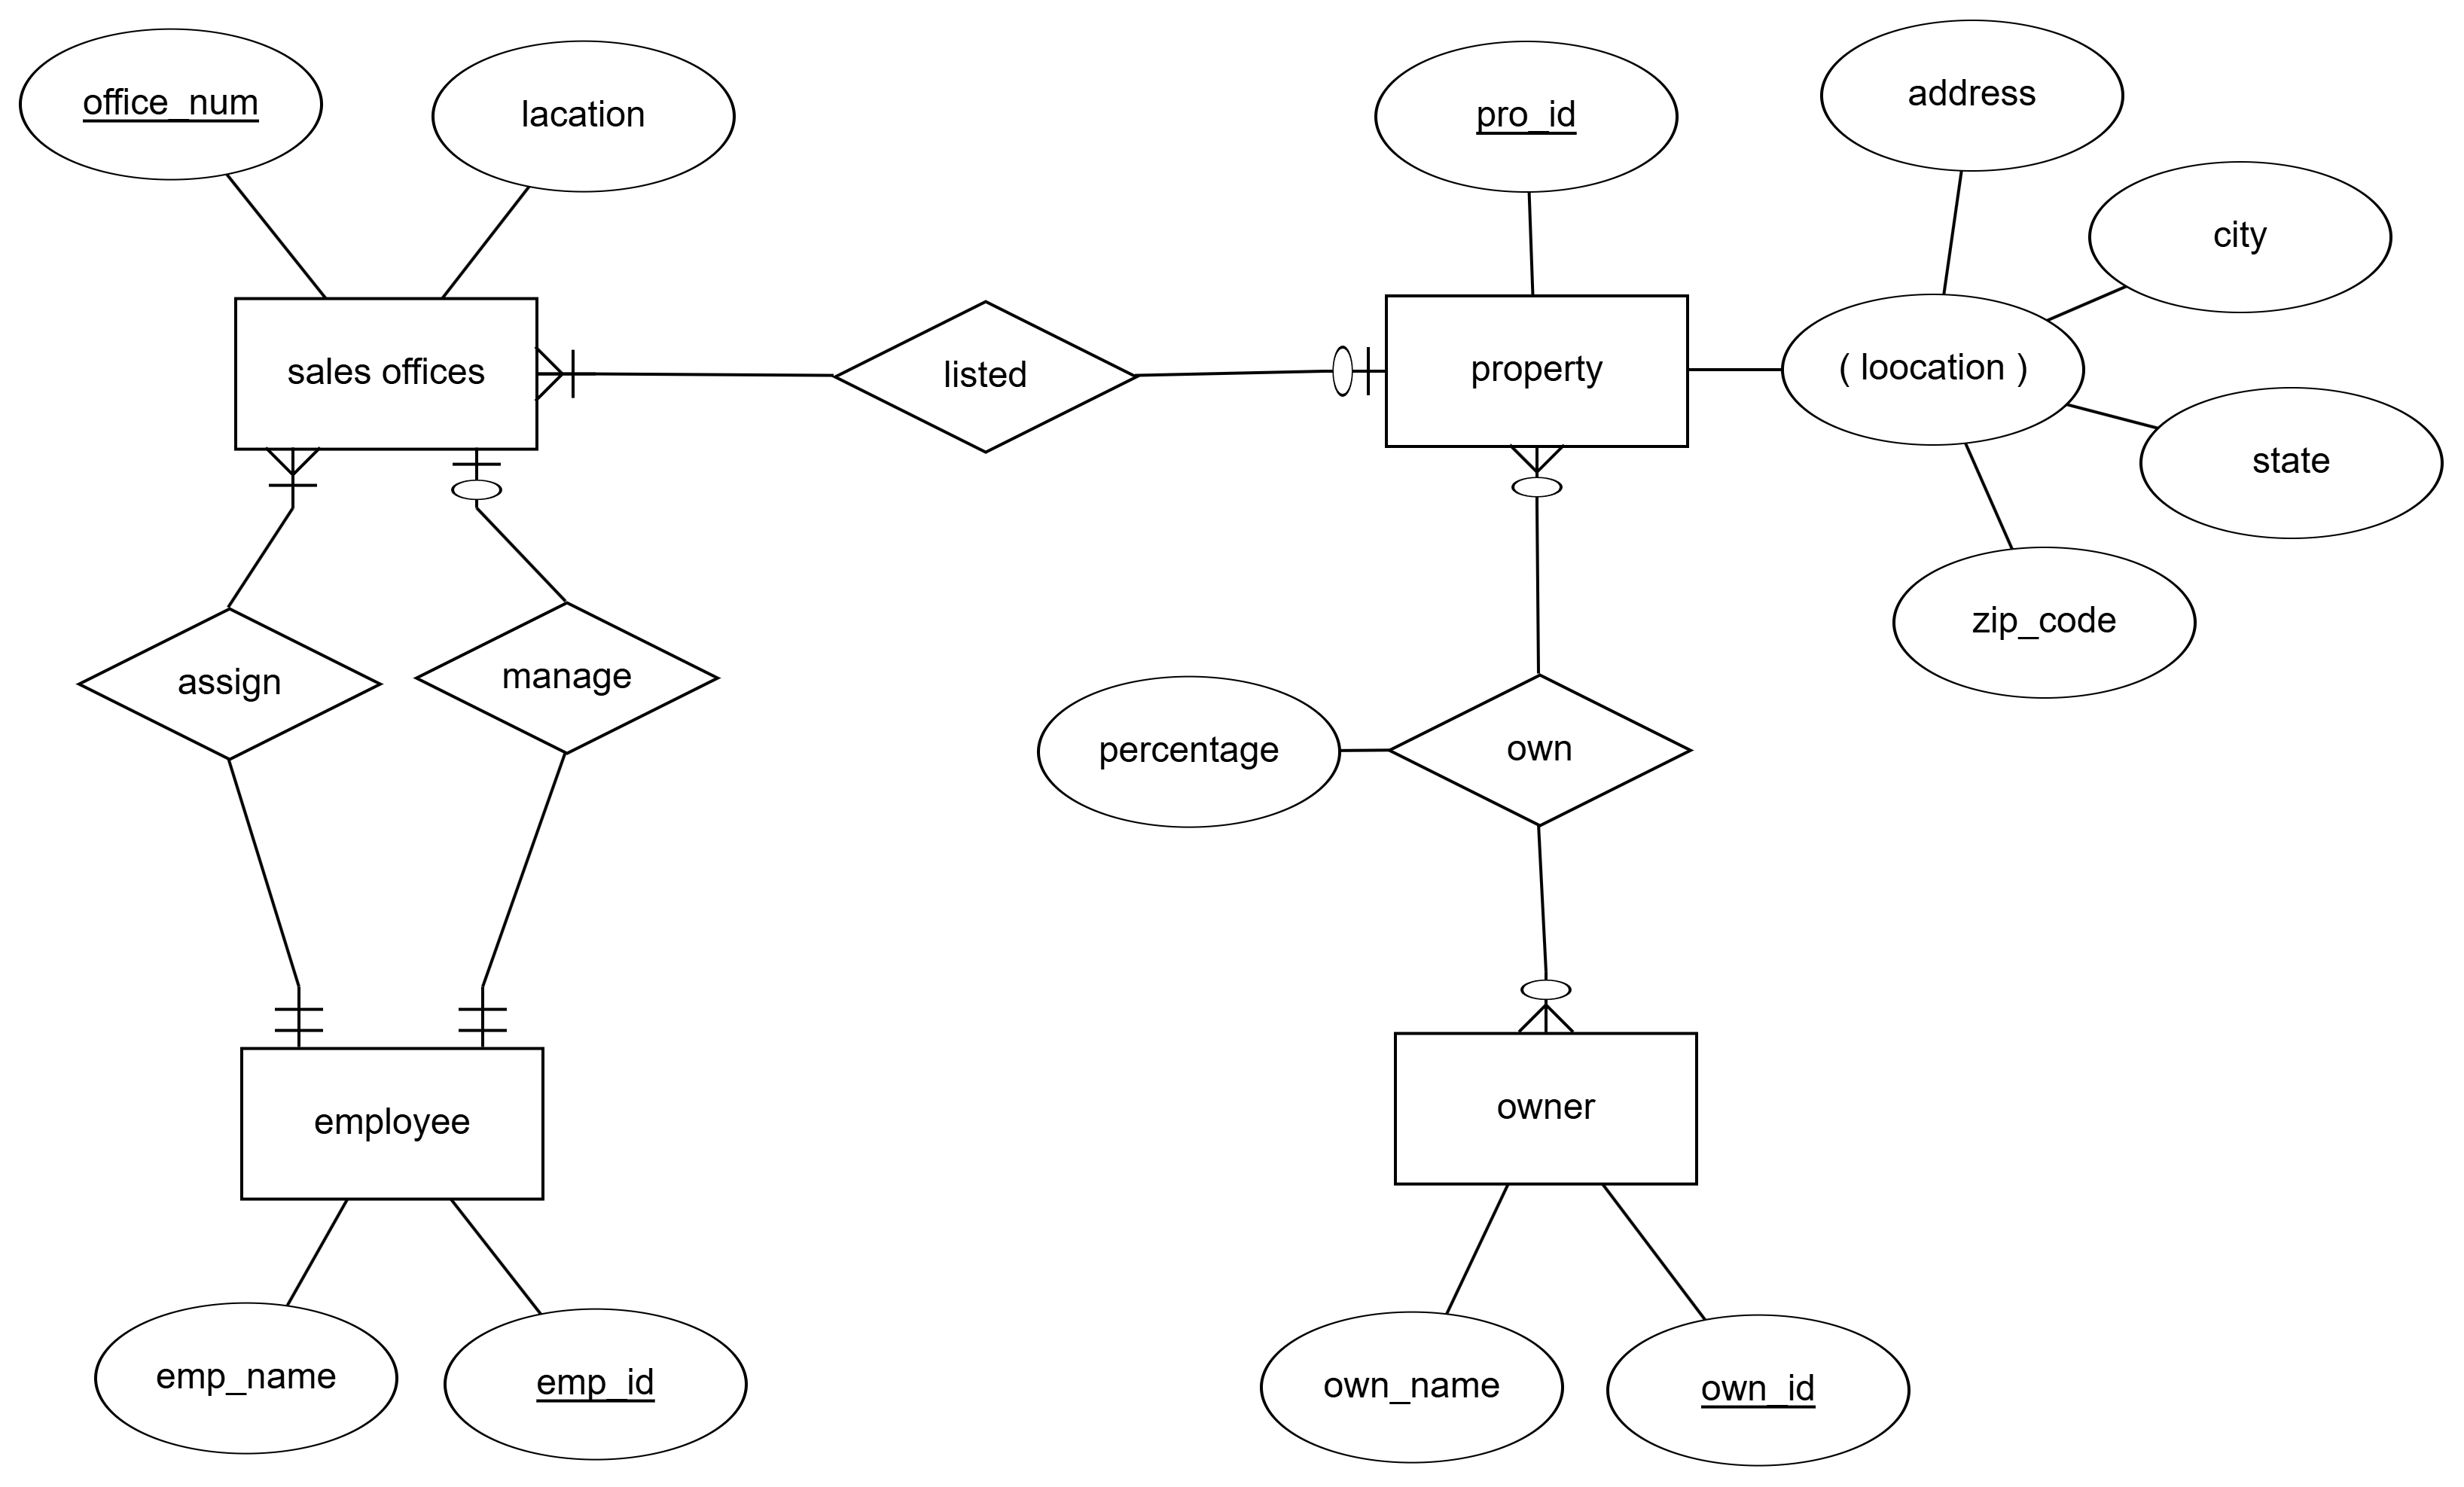 office_num
lacation
pro_id
address
city
sales offices
listed
property
( loocation )
state
zip_code
assign
manage
percentage
own
employee
owner
emp_name
emp_id
own_name
own_id